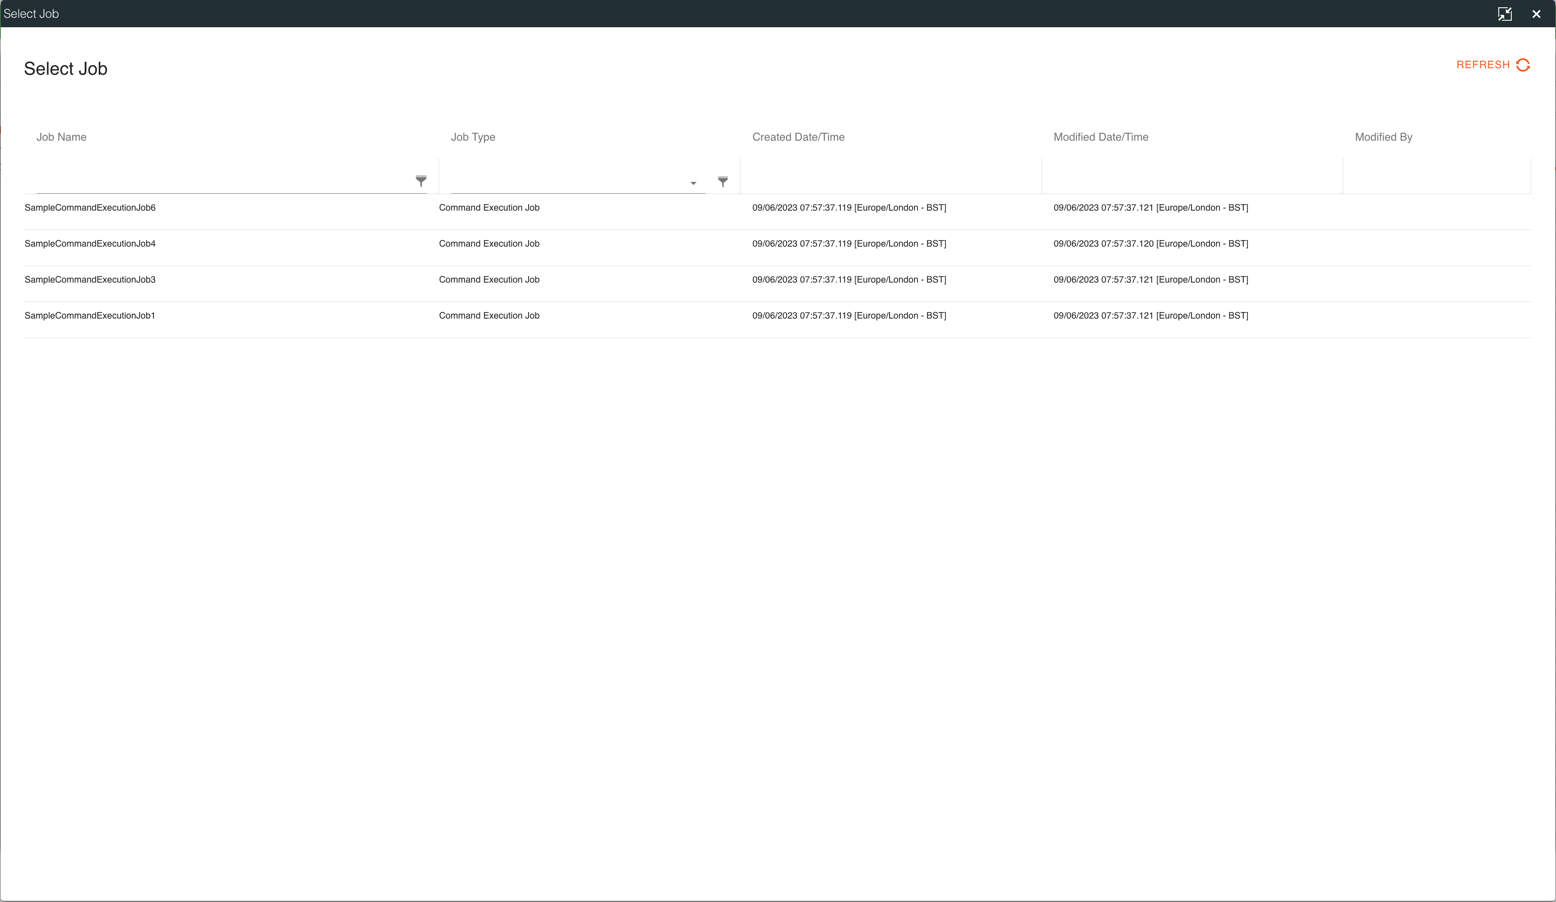 Select Job
Select Job
REFRESH
Job Name Job Type Created Date/Time Modified Date/Time Modified By
SampleCommandExecutionJob6 Command Execution Job 09/06/2023 07:57:37.119 [Europe/London - BST] 09/06/2023 07:57:37.121 [Europe/London - BST]
SampleCommandExecutionJob4 Command Execution Job 09/06/2023 07:57:37.119 [Europe/London - BST] 09/06/2023 07:57:37.120 [Europe/London - BST]
SampleCommandExecutionJob3 Command Execution Job 09/06/2023 07:57:37.119 [Europe/London - BST] 09/06/2023 07:57:37.121 [Europe/London - BST]
SampleCommandExecutionJob1 Command Execution Job 09/06/2023 07:57:37.119 [Europe/London - BST] 09/06/2023 07:57:37.121 [Europe/London - BST]